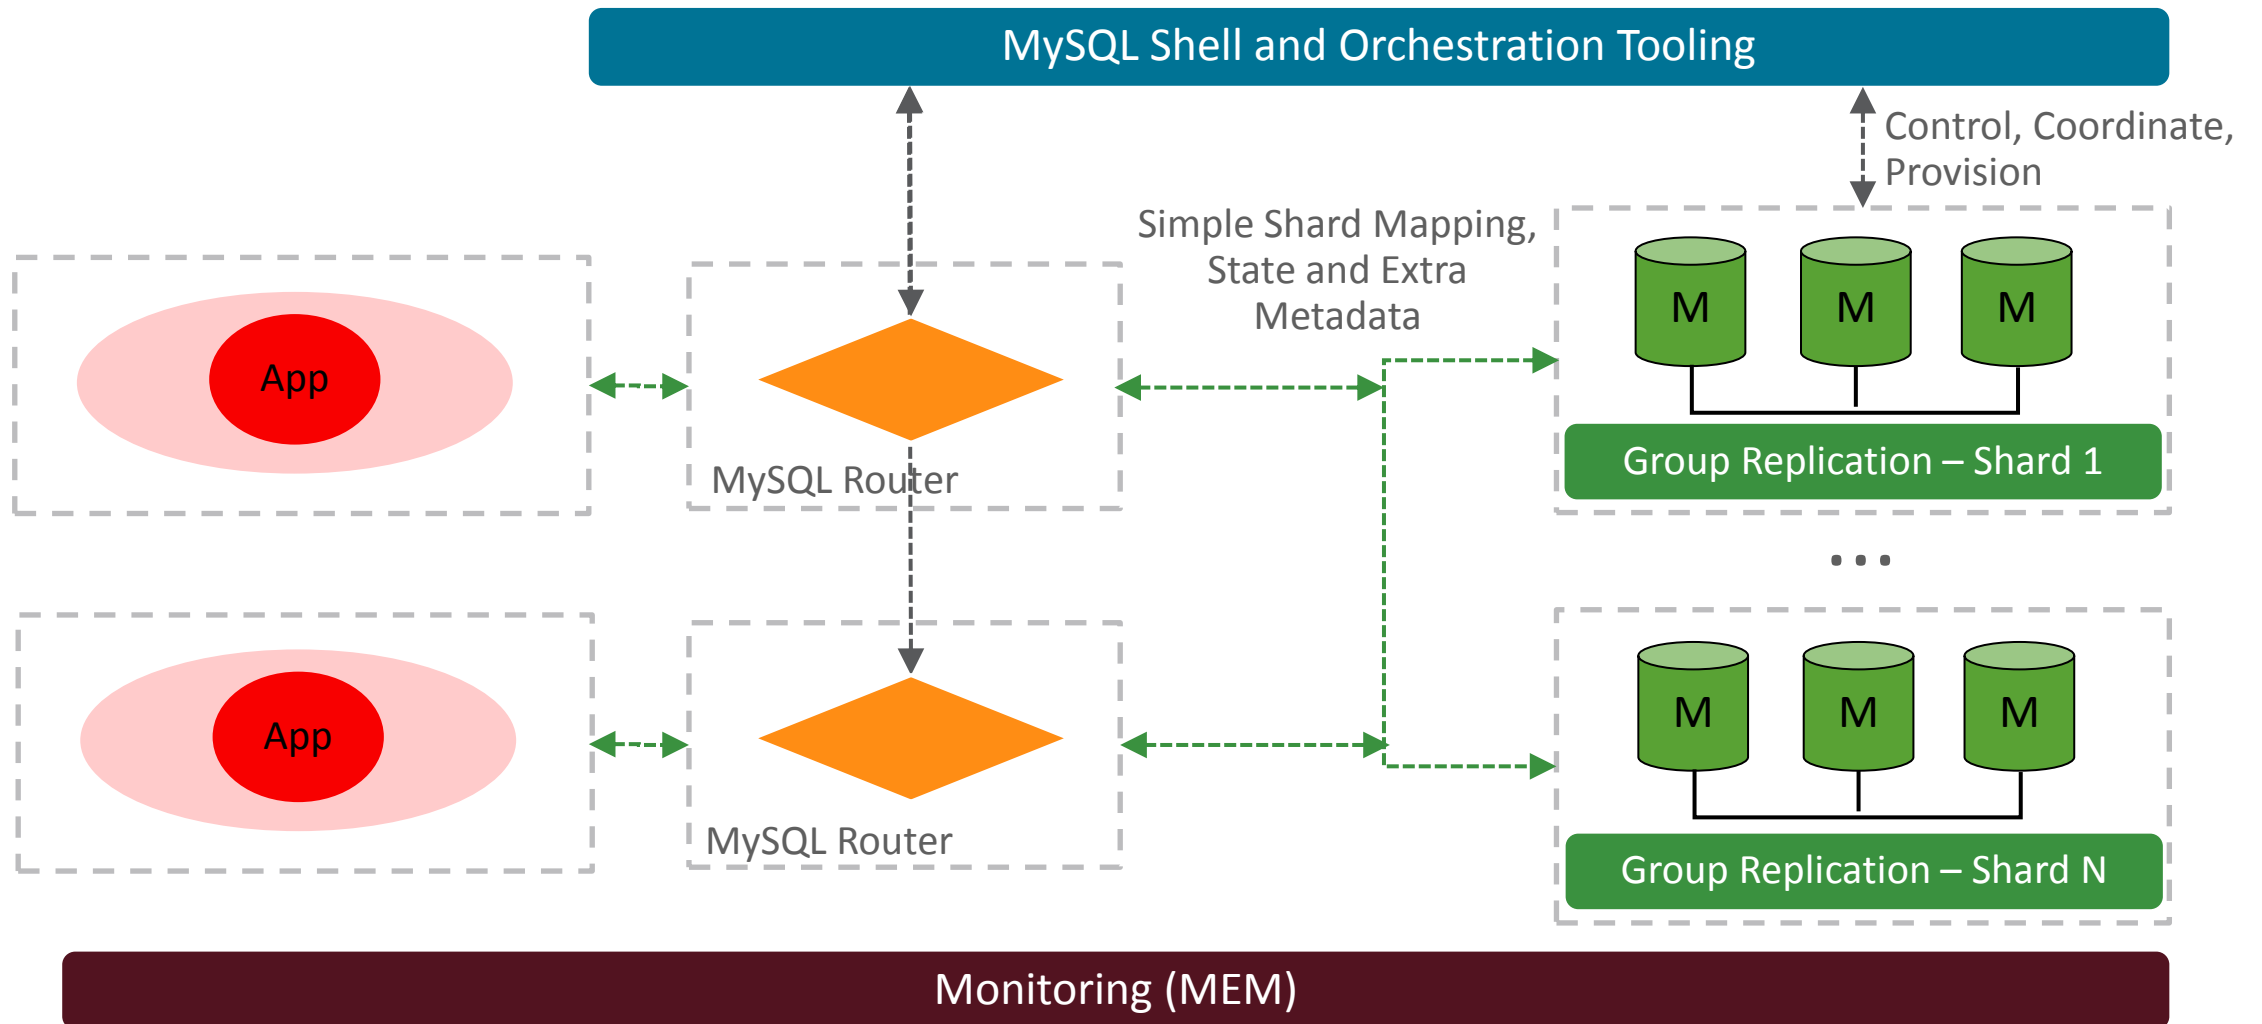 MySQL Shell and Orchestration Tooling
Control, Coordinate,
Provision
Simple Shard Mapping,
State and Extra
Metadata
App
MySQL Router
M M M
Group Replication – Shard 1
...
App
MySQL Router
M M M
Group Replication – Shard N
Monitoring (MEM)